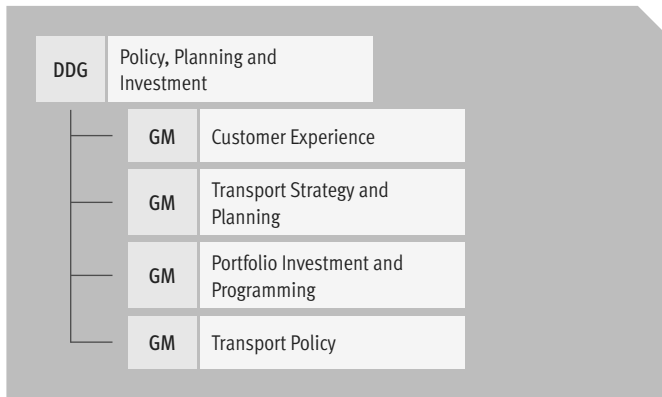 DDG
Policy, Planning and
Investment
GM
Customer Experience
GM
Transport Strategy and
Planning
GM
Portfolio Investment and
Programming
GM
Transport Policy